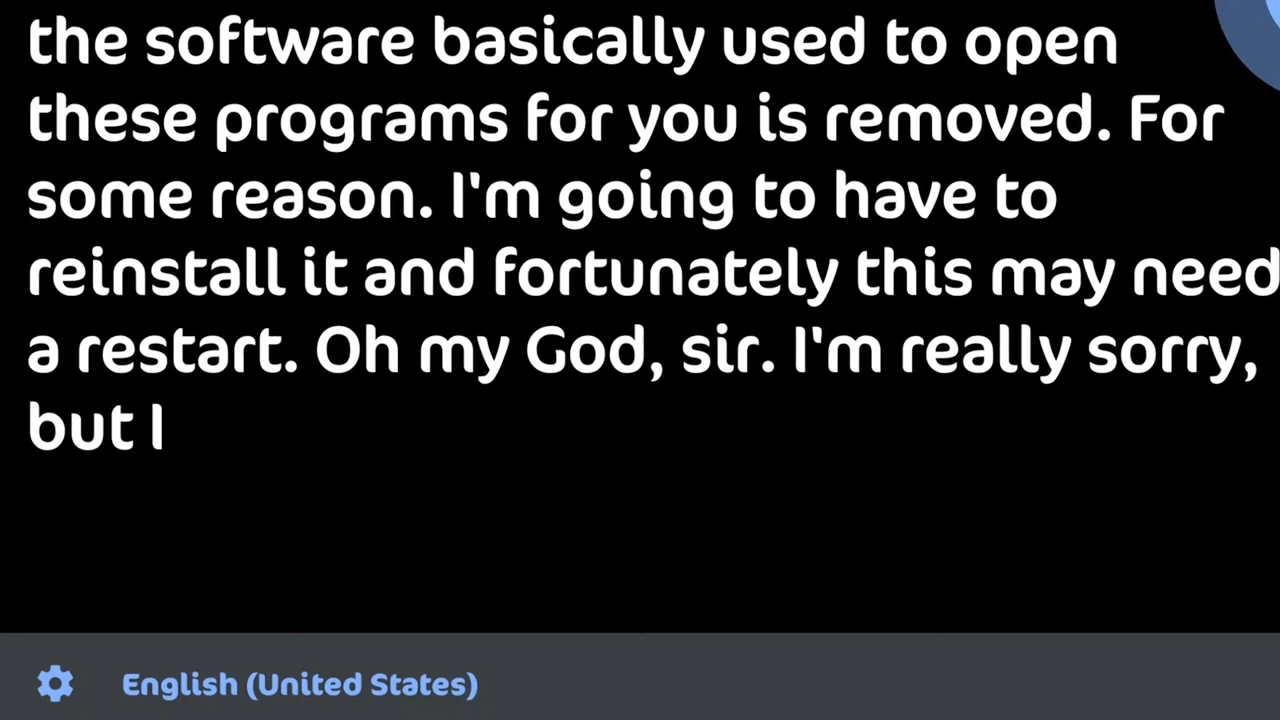 the software basically used to open
these programs for you is removed. For
some reason. I'm going to have to
reinstall it and fortunately this may need
a restart. Oh my God, sir. I'm really sorry,
but I
English (United States)